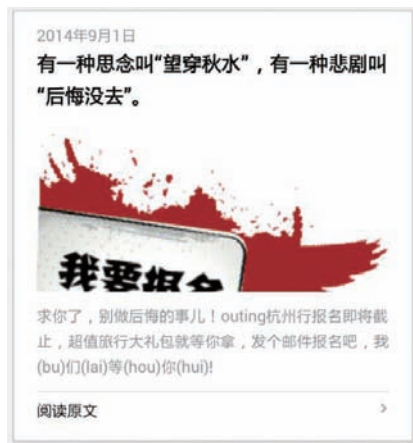 2014年9月1日
有一种思念叫“望穿秋水”，有一种悲剧叫
“后悔没去”。
我要报名
求你了，别做后悔的事儿！outing杭州行报名即将截
止，超值旅行大礼包就等你拿，发个邮件报名吧，我
(bu)们(lai)等(hou)你(hui)!
阅读原文